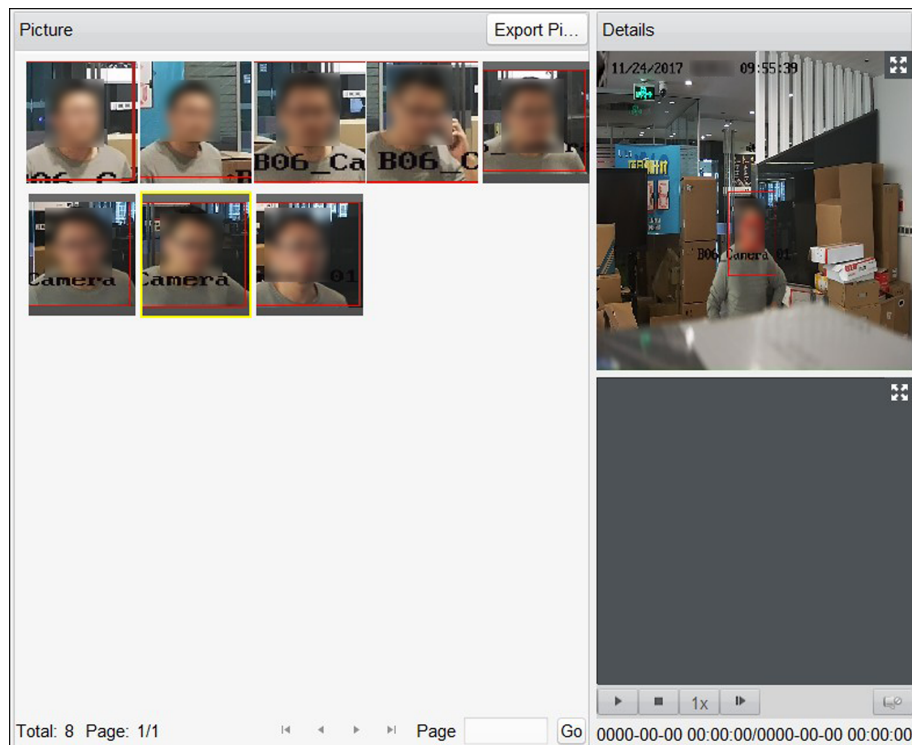 Picture
Export Pi...
Details
11/24/2017 09:55:39
B06_Ca
B06_C
Camera
Camera
01
B06_Camera 01
Total: 8 Page: 1/1
Page
Go
1x
0000-00-00 00:00:00/0000-00-00 00:00:00